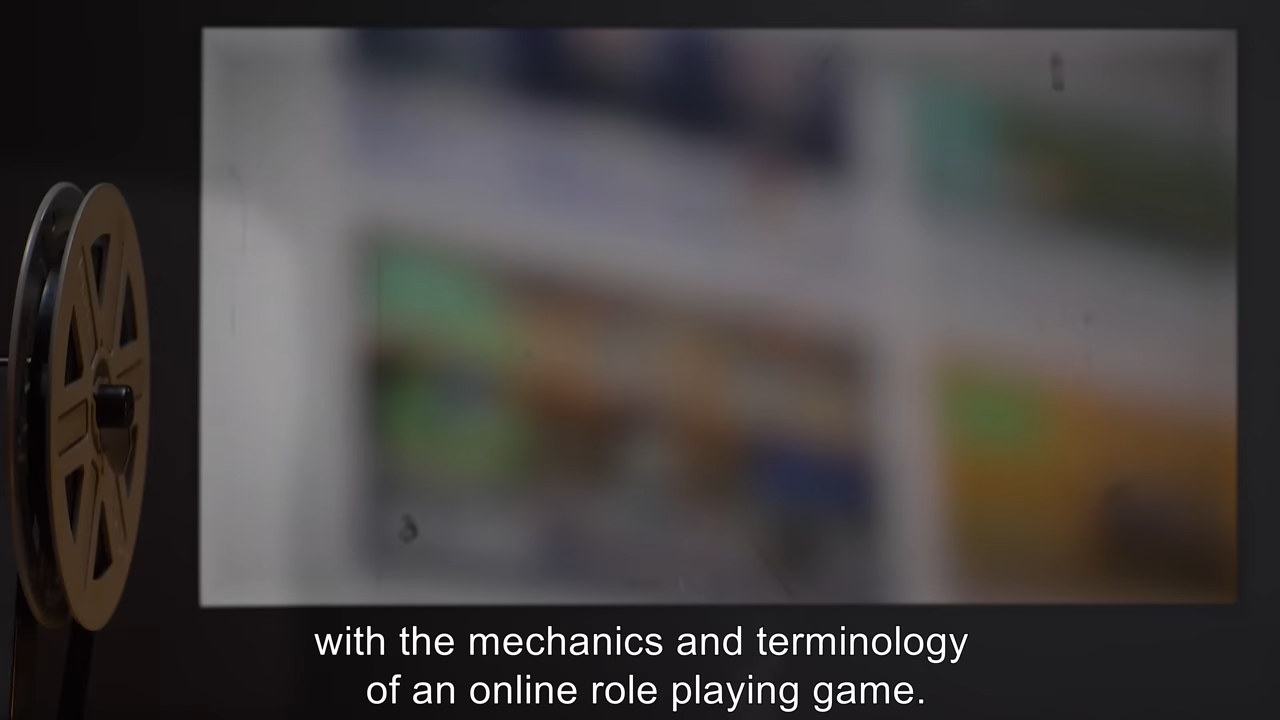 with the mechanics and terminology
of an online role playing game.